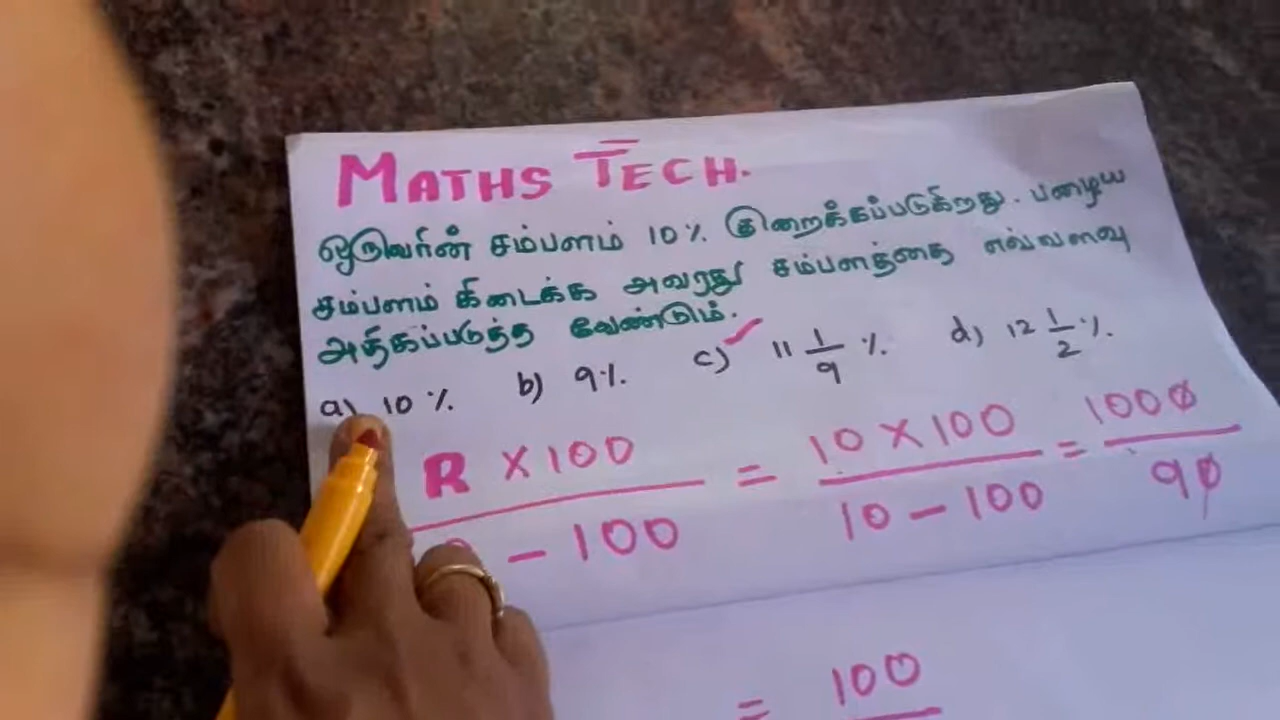 MATHS TECH.
ஒருவரின் சம்பளம் 10% குறைக்கப்படுகிறது. பழைய
சம்பளம் கிடைக்க அவரது சம்பளத்தை எவ்வளவு
அதிகப்படுத்த வேண்டும்.
a) 10% b) 9% c) 11 1/9 % d) 12 1/2 %.
R × 100 / - 100 = 10 × 100 / 10 - 100 = 1000 / 90
= 100